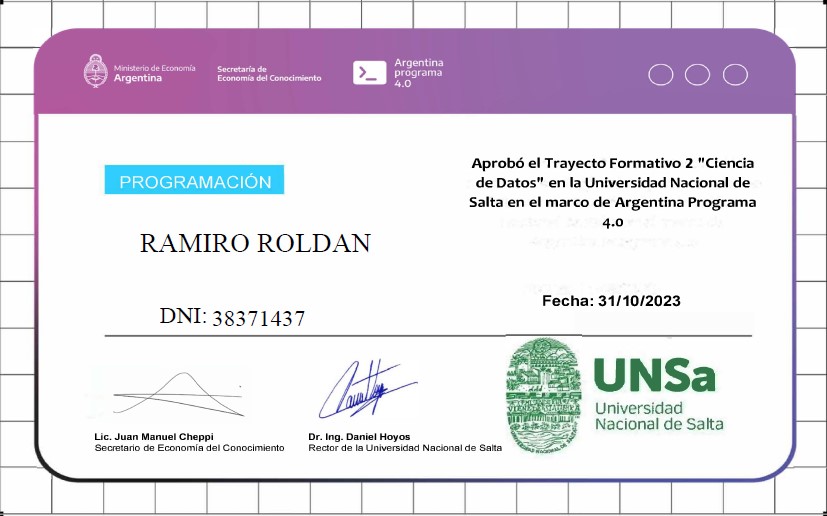 Ministerio de Economía
Argentina
Secretaría de
Economía del Conocimiento
Argentina
programa
4.0
PROGRAMACIÓN
Aprobó el Trayecto Formativo 2 "Ciencia
de Datos" en la Universidad Nacional de
Salta en el marco de Argentina Programa
4.0
RAMIRO ROLDAN
Fecha: 31/10/2023
DNI: 38371437
UNSa
Universidad
Nacional de Salta
Lic. Juan Manuel Cheppi
Secretario de Economía del Conocimiento
Dr. Ing. Daniel Hoyos
Rector de la Universidad Nacional de Salta